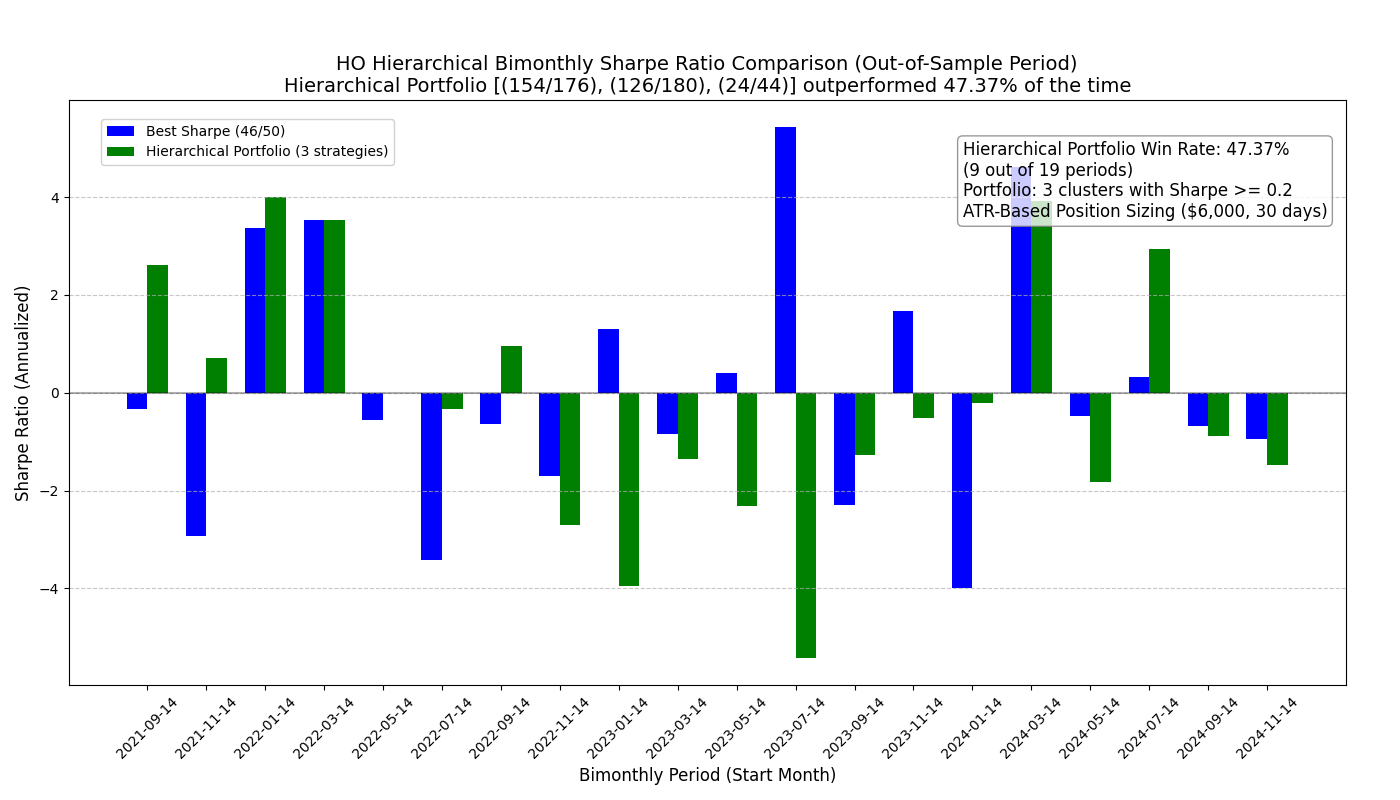 HO Hierarchical Bimonthly Sharpe Ratio Comparison (Out-of-Sample Period)
Hierarchical Portfolio [(154/176), (126/180), (24/44)] outperformed 47.37% of the time
Best Sharpe (46/50)
Hierarchical Portfolio (3 strategies)
Hierarchical Portfolio Win Rate: 47.37%
(9 out of 19 periods)
Portfolio: 3 clusters with Sharpe >= 0.2
ATR-Based Position Sizing ($6,000, 30 days)
Sharpe Ratio (Annualized)
4
2
0
−2
−4
2021-09-14
2021-11-14
2022-01-14
2022-03-14
2022-05-14
2022-07-14
2022-09-14
2022-11-14
2023-01-14
2023-03-14
2023-05-14
2023-07-14
2023-09-14
2023-11-14
2024-01-14
2024-03-14
2024-05-14
2024-07-14
2024-09-14
2024-11-14
Bimonthly Period (Start Month)